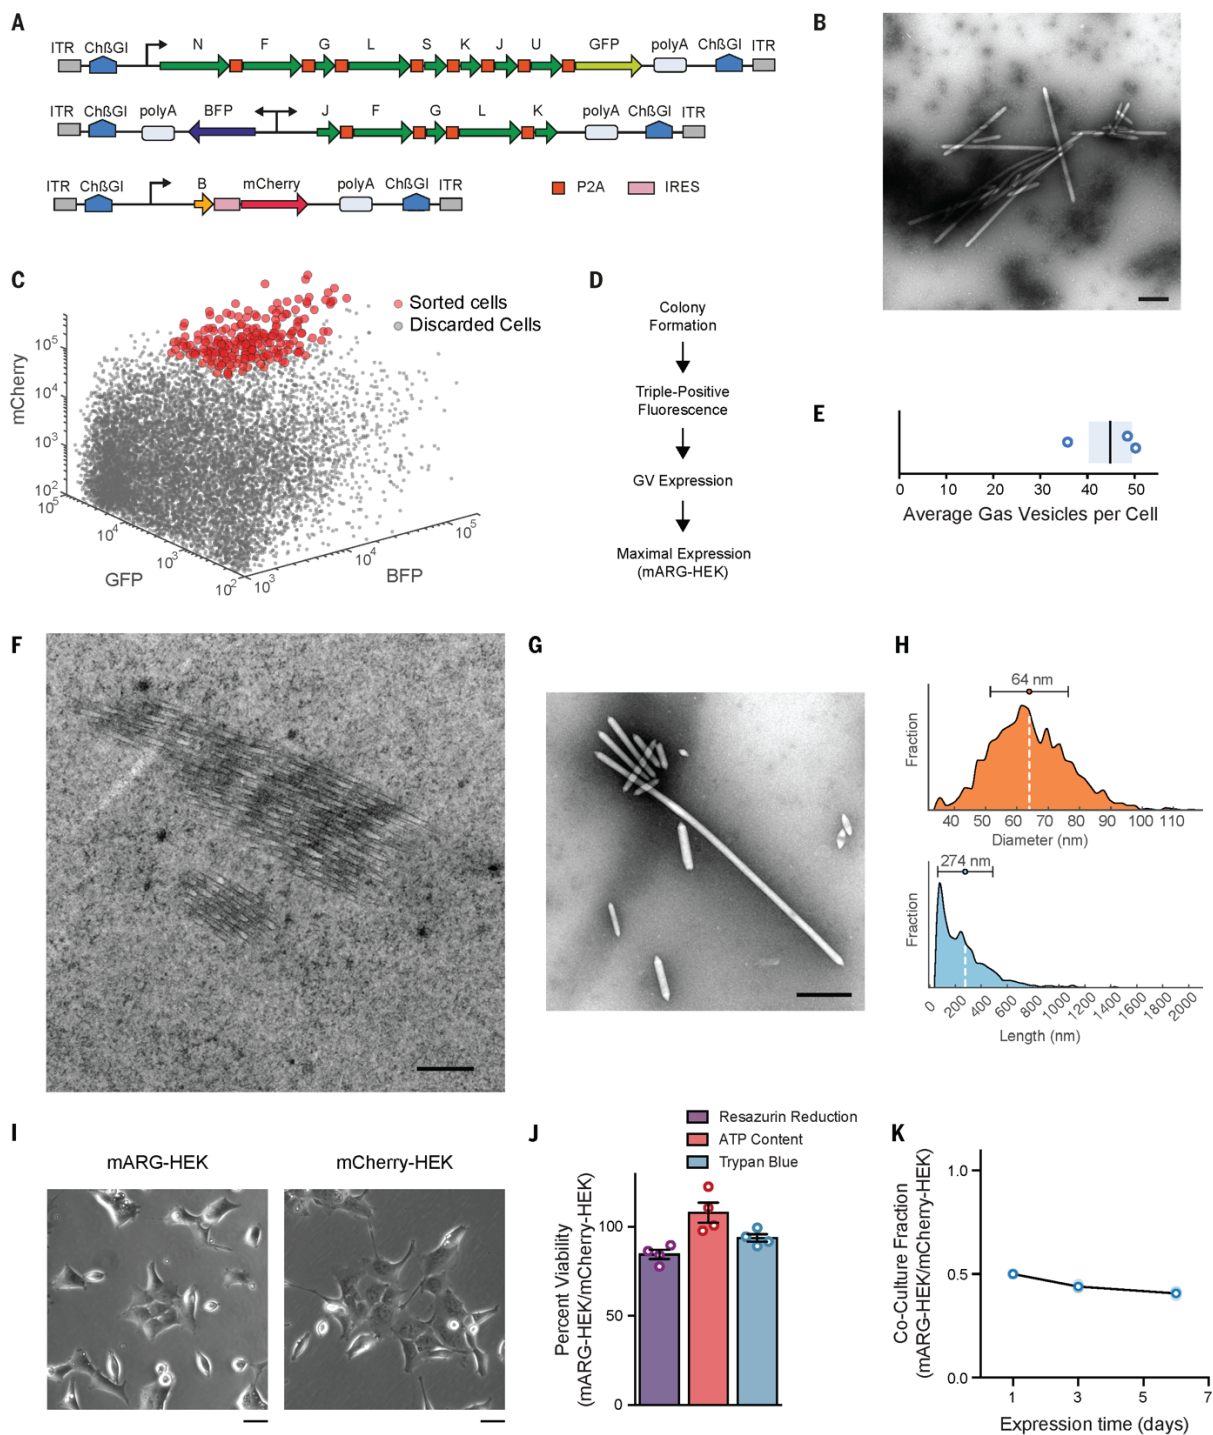 A
ITR ChßGI N F G L S K J U GFP polyA ChßGI ITR
ITR ChßGI polyA BFP J F G L K polyA ChßGI ITR
ITR ChßGI B mCherry polyA ChßGI ITR
P2A IRES
B
C
Sorted cells
Discarded Cells
mCherry
10^5
10^4
10^3
10^2
10^5
10^4
10^3
10^2
GFP
10^3
10^4
10^5
BFP
D
Colony
Formation
Triple-Positive
Fluorescence
GV Expression
Maximal Expression
(mARG-HEK)
E
0 10 20 30 40 50
Average Gas Vesicles per Cell
F
G
H
64 nm
Fraction
40 50 60 70 80 90 100 110
Diameter (nm)
274 nm
Fraction
0 200 400 600 800 1000 1200 1400 1600 1800 2000
Length (nm)
I
mARG-HEK
mCherry-HEK
J
Resazurin Reduction
ATP Content
Trypan Blue
Percent Viability
(mARG-HEK/mCherry-HEK)
100
50
0
K
Co-Culture Fraction
(mARG-HEK/mCherry-HEK)
1.0
0.5
0.0
1 3 5 7
Expression time (days)